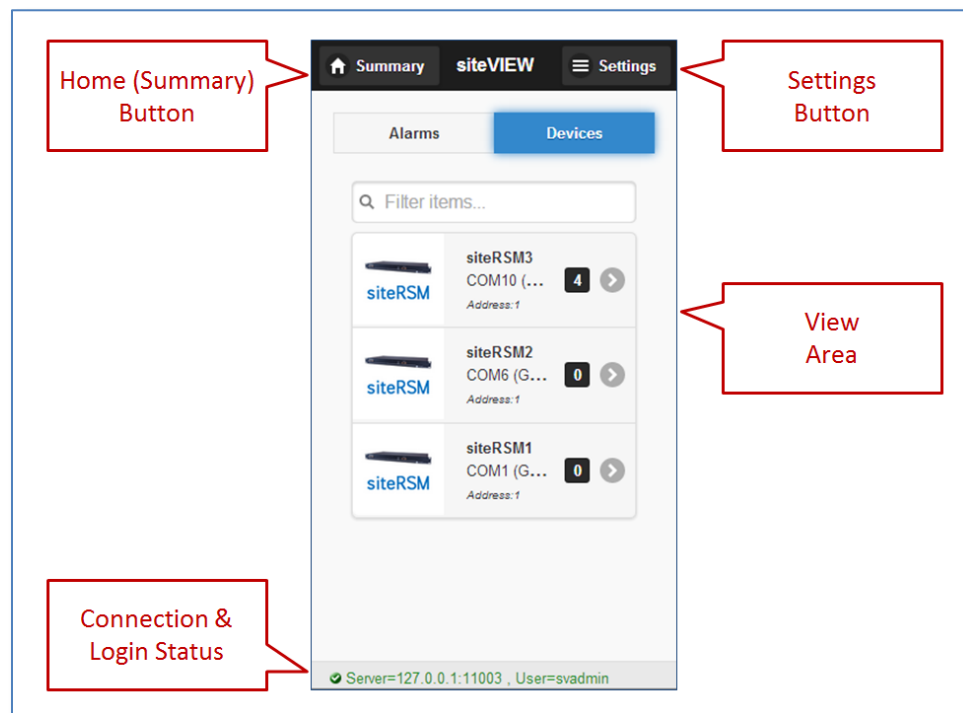 Home (Summary)
Button
Summary
siteVIEW
Settings
Settings
Button
Alarms
Devices
Filter items...
siteRSM
siteRSM3
COM10 (...
Address:1
4
siteRSM
siteRSM2
COM6 (G...
Address:1
0
siteRSM
siteRSM1
COM1 (G...
Address:1
0
View
Area
Connection &
Login Status
Server=127.0.0.1:11003 , User=svadmin